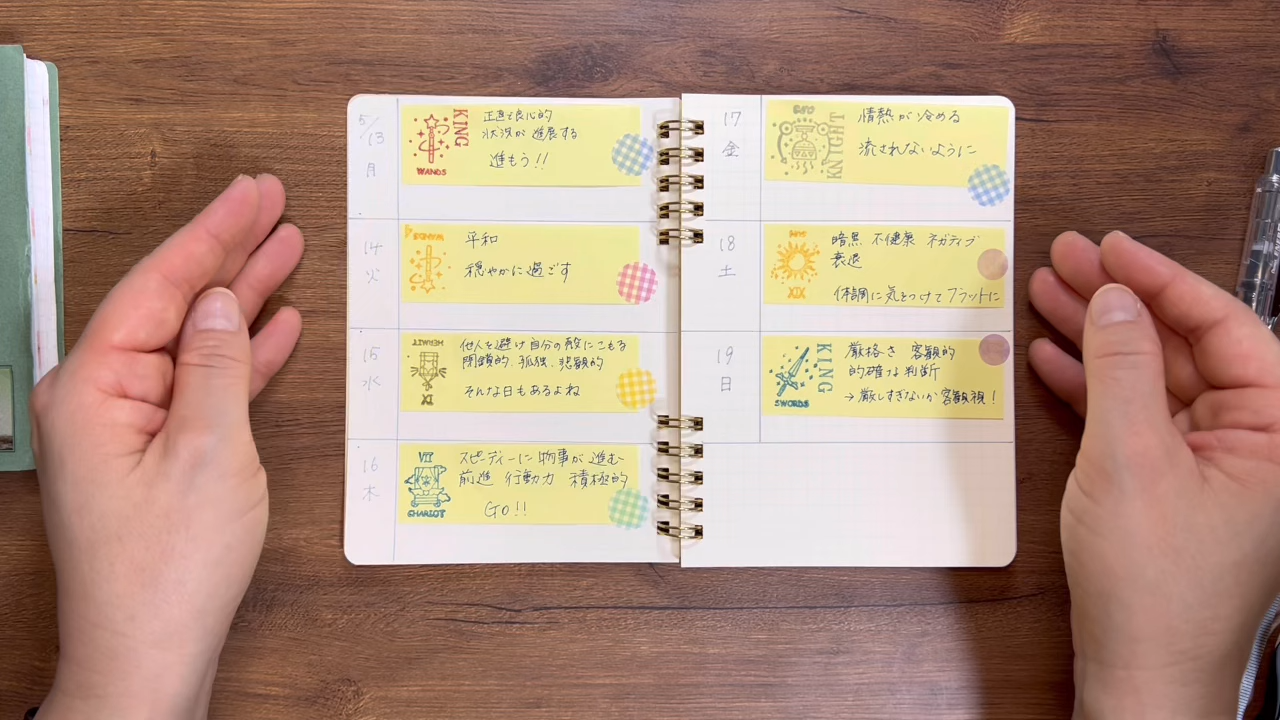 5/13
月
KING
WANDS
正直で良心的
状況が進展する
進もう!!
14
火
WANDS
平和
穏やかに過ごす
15
水
HERMIT
IX
他人を避け自分の殻にこもる
閉鎖的、孤独、悲観的
そんな日もあるよね
16
木
VII
CHARIOT
スピーディーに物事が進む
前進 行動力 積極的
GO!!
17
金
CUPS
KNIGHT
情熱が冷める
流されないように
18
土
SUN
XIX
暗黒 不健康 ネガティブ
衰退
体調に気をつけてフラットに
19
日
KING
SWORDS
厳格さ 客観的
的確な判断
→厳しすぎないか客観視!